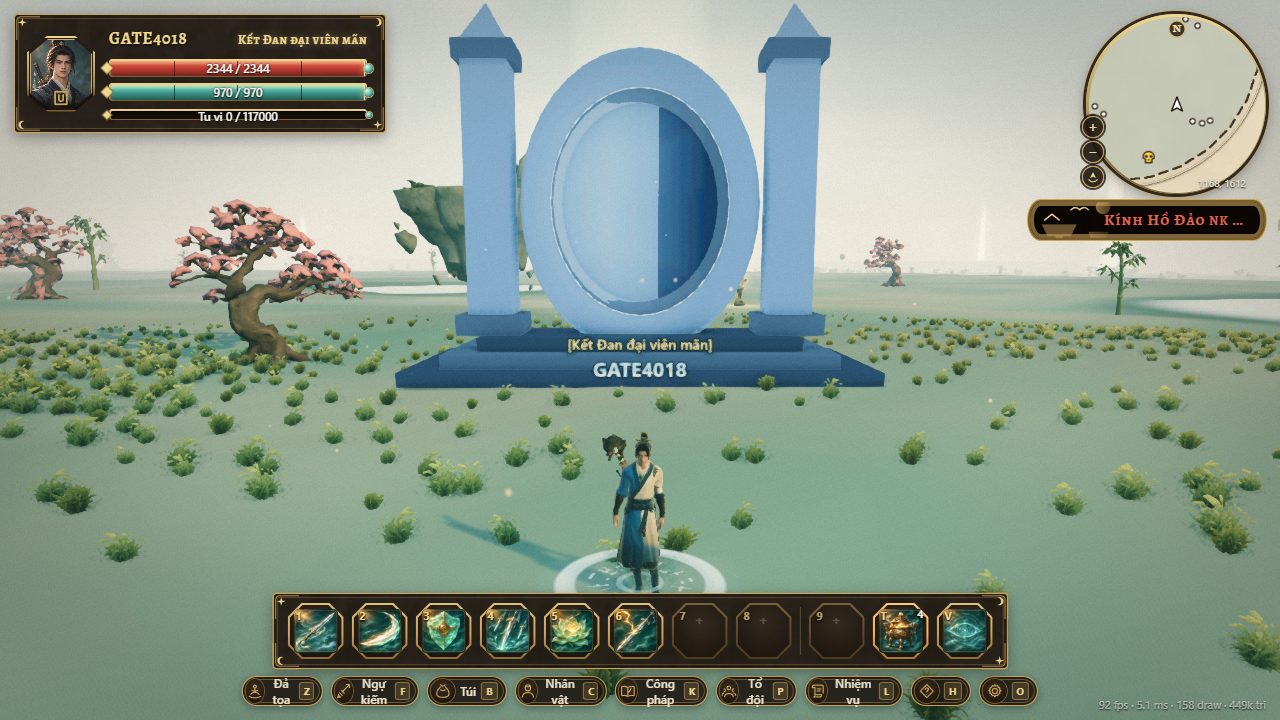 GATE4018
Kết Đan đại viên mãn
2344 / 2344
970 / 970
Tu vi 0 / 117000
U
N
+
−
1168, 1612
Kính Hồ Đảo nk ...
[Kết Đan đại viên mãn]
GATE4018
1
2
3
4
5
6
7
8
9
T
4
V
Đả tọa Z
Ngự kiếm F
Túi B
Nhân vật C
Công pháp K
Tổ đội P
Nhiệm vụ L
H
O
92 fps · 5.1 ms · 158 draw · 449k tri